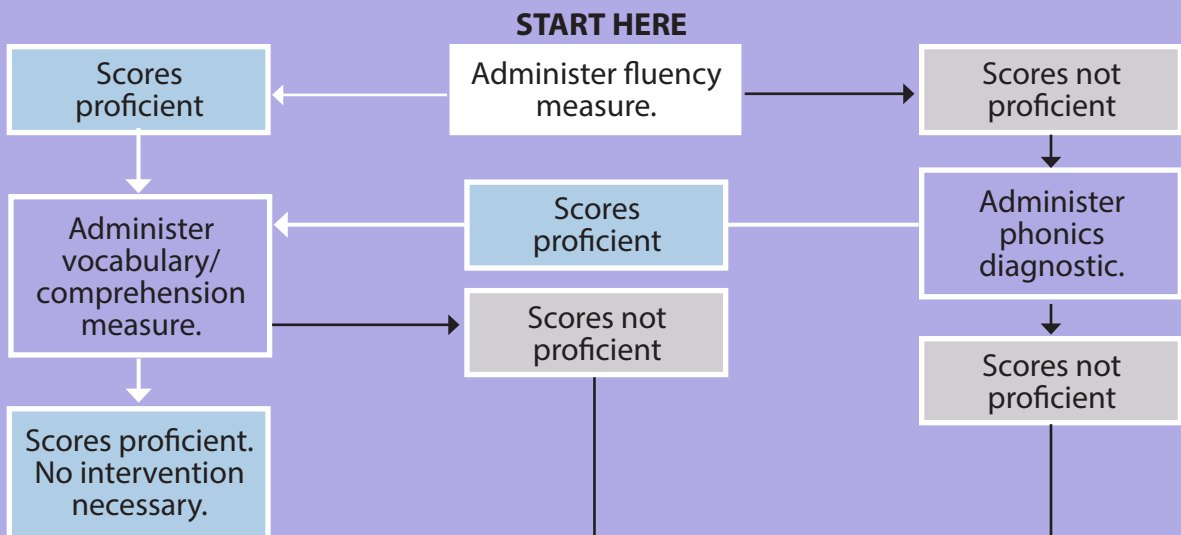 START HERE
Scores
proficient
Administer fluency
measure.
Scores not
proficient
Administer
vocabulary/
comprehension
measure.
Scores
proficient
Administer
phonics
diagnostic.
Scores not
proficient
Scores not
proficient
Scores proficient.
No intervention
necessary.